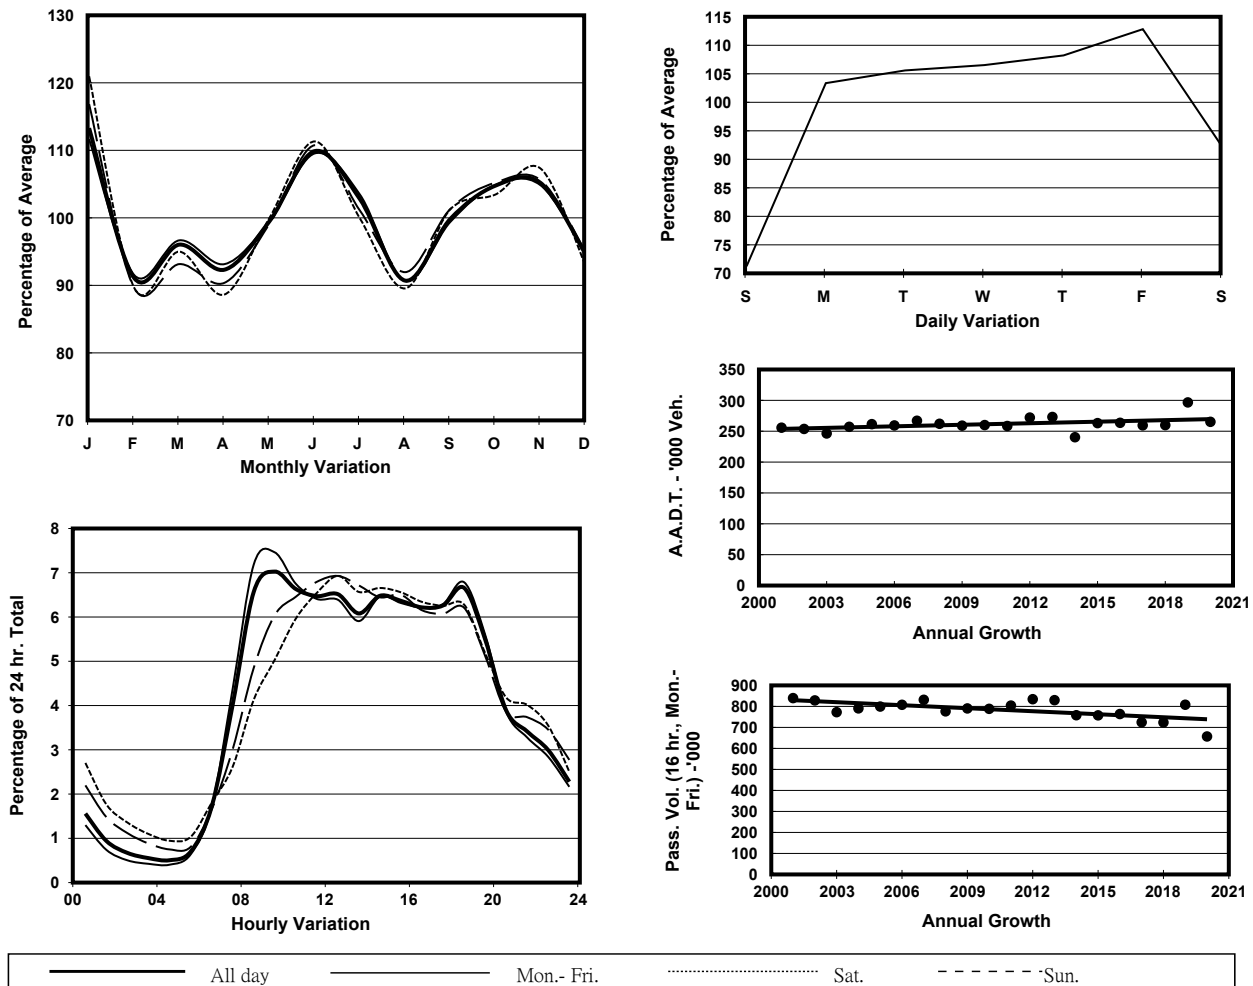 130
120
110
100
90
80
70
J F M A M J J A S O N D
Percentage of Average
Monthly Variation
115
115
105
100
95
90
85
80
75
70
S M T W T F S
Percentage of Average
Daily Variation
350
300
250
200
150
100
50
0
2000 2003 2006 2009 2012 2015 2018 2021
A.A.D.T. - '000 Veh.
Annual Growth
8
7
6
5
4
3
2
1
0
00 04 08 12 16 20 24
Percentage of 24 hr. Total
Hourly Variation
900
800
700
600
500
400
300
200
100
0
2000 2003 2006 2009 2012 2015 2018 2021
Pass. Vol. (16 hr., Mon.-
Fri.) -'000
Annual Growth
All day Mon.- Fri. Sat. Sun.